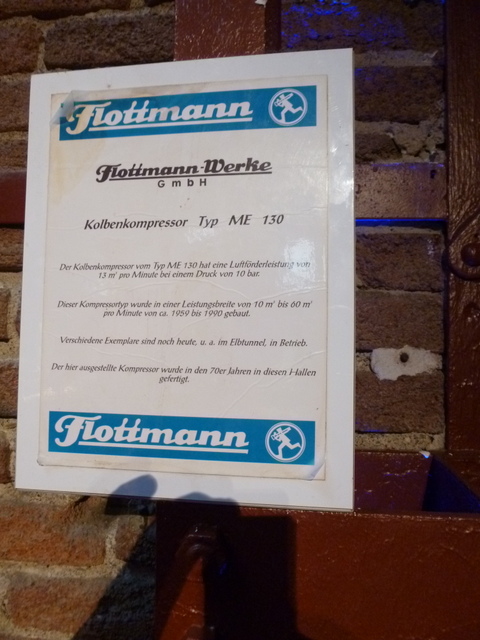 Flottmann
Flottmann-Werke
GmbH
Kolbenkompressor Typ ME 130
Der Kolbenkompressor vom Typ ME 130 hat eine Luftförderleistung von
13 m³ pro Minute bei einem Druck von 10 bar.
Dieser Kompressortyp wurde in einer Leistungsbreite von 10 m³ bis 60 m³
pro Minute von ca. 1959 bis 1990 gebaut.
Verschiedene Exemplare sind noch heute, u. a. im Elbtunnel, in Betrieb.
Der hier ausgestellte Kompressor wurde in den 70er Jahren in diesen Hallen
gefertigt.
Flottmann